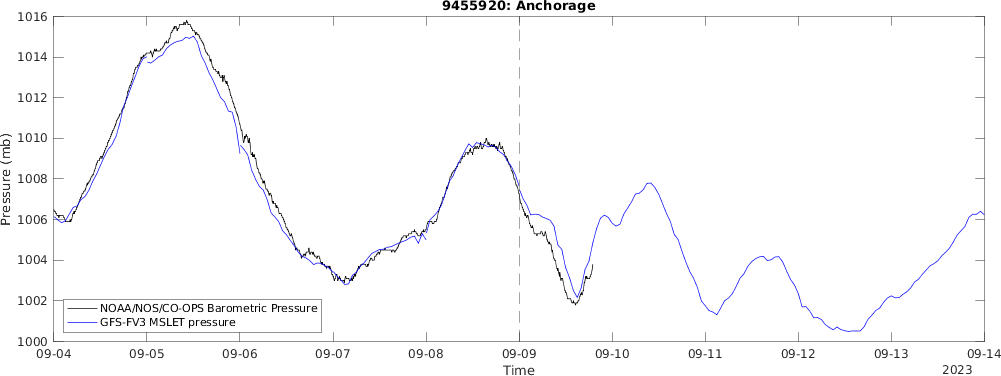 9455920: Anchorage
1016
1014
1012
1010
1008
1006
1004
1002
1000
Pressure (mb)
NOAA/NOS/CO-OPS Barometric Pressure
GFS-FV3 MSLET pressure
09-04 09-05 09-06 09-07 09-08 09-09 09-10 09-11 09-12 09-13 09-14
Time
2023